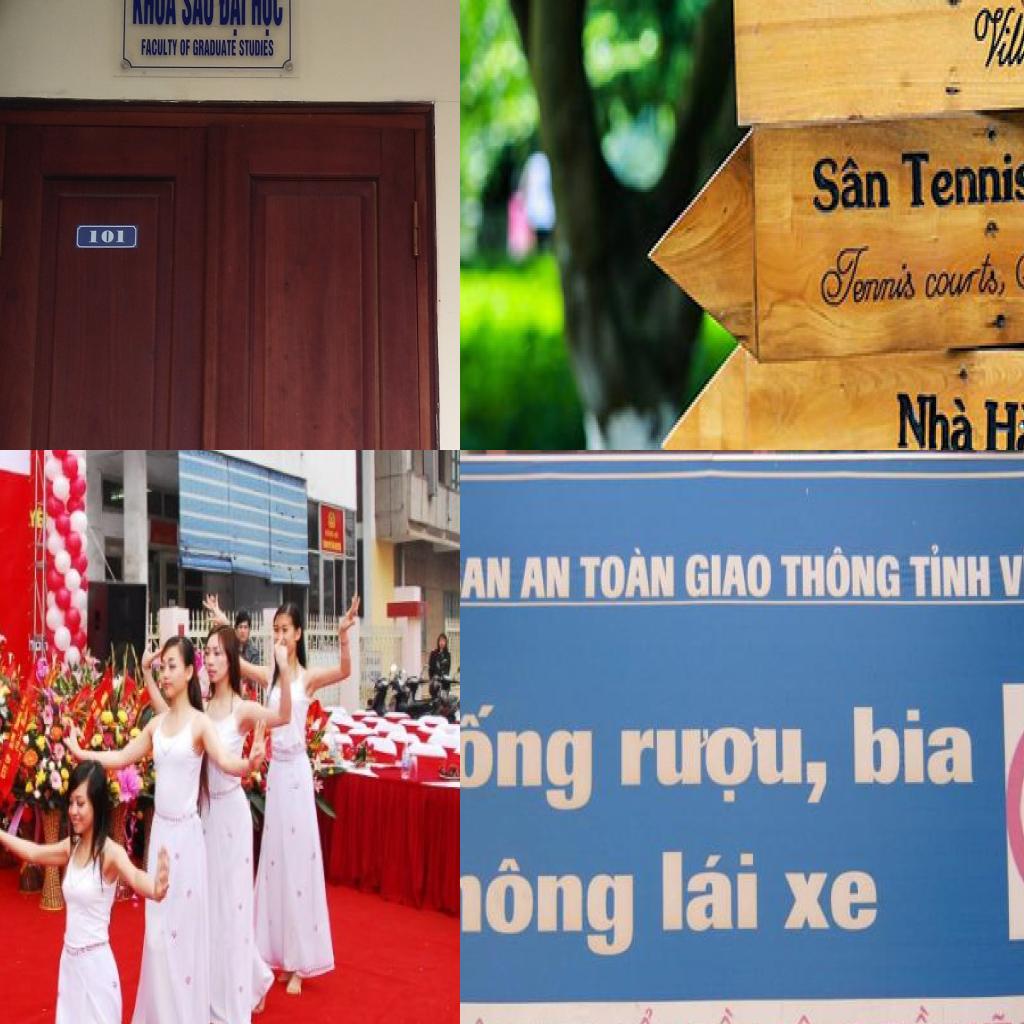 KHOA SAU ĐẠI HỌC
FACULTY OF GRADUATE STUDIES
101
Sân Tennis
Tennis courts,
Nhà
AN AN TOÀN GIAO THÔNG TỈNH V
ống rượu, bia
hông lái xe